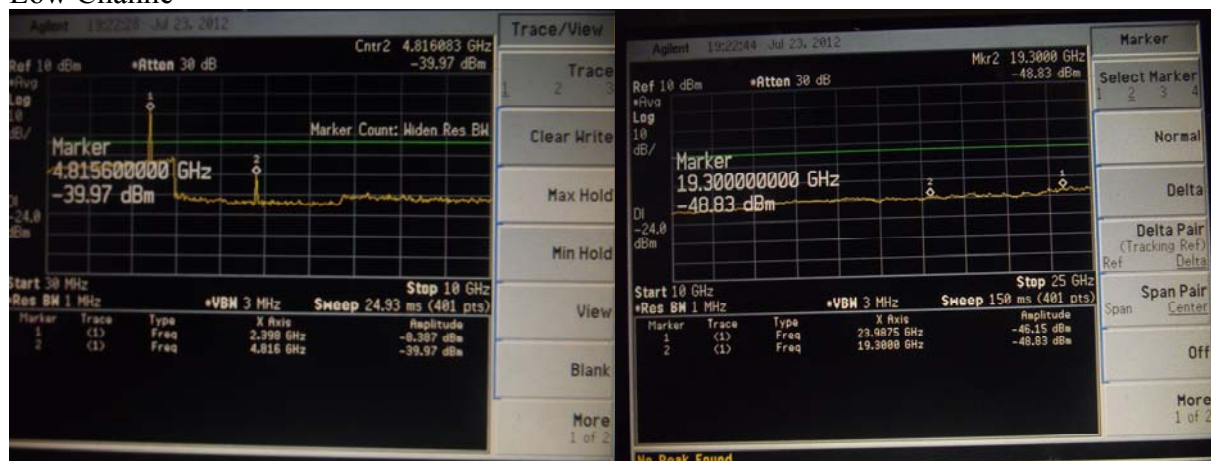 Low Channe
Agilent 19:22:28 Jul 23, 2012
Cntr2 4.816083 GHz
Ref 10 dBm *Atten 30 dB -39.97 dBm
*Avg
Log
10
dB/
1
Marker Count: Widen Res BW
Marker
4.815600000 GHz
-39.97 dBm
2
DI
-24.0
dBm
Start 30 MHz Stop 10 GHz
*Res BW 1 MHz *VBW 3 MHz Sweep 24.93 ms (401 pts)
Marker Trace Type X Axis Amplitude
1 (1) Freq 2.398 GHz -8.387 dBm
2 (1) Freq 4.816 GHz -39.97 dBm
Trace/View
Trace
1 2 3
Clear Write
Max Hold
Min Hold
View
Blank
More
1 of 2
Agilent 19:22:44 Jul 23, 2012
Mkr2 19.3000 GHz
Ref 10 dBm *Atten 30 dB -48.83 dBm
*Avg
Log
10
dB/
Marker
19.300000000 GHz
-48.83 dBm
2
1
DI
-24.0
dBm
Start 10 GHz Stop 25 GHz
*Res BW 1 MHz *VBW 3 MHz Sweep 150 ms (401 pts)
Marker Trace Type X Axis Amplitude
1 (1) Freq 23.9875 GHz -46.15 dBm
2 (1) Freq 19.3000 GHz -48.83 dBm
No Peak Found
Marker
Select Marker
1 2 3 4
Normal
Delta
Delta Pair
(Tracking Ref)
Ref Delta
Span Pair
Span Center
Off
More
1 of 2